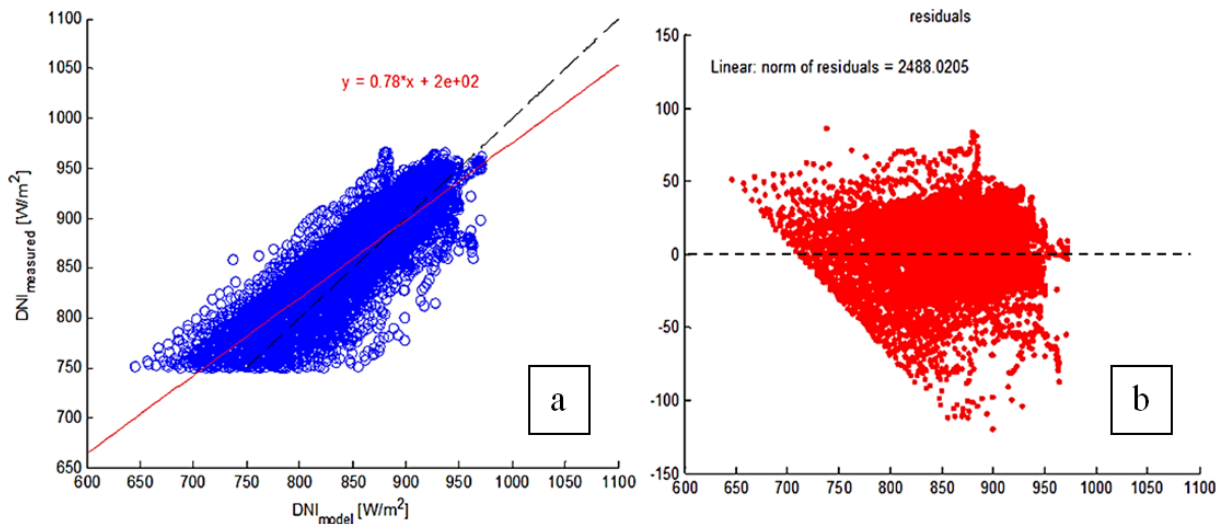 1100
1050
1000
950
900
850
800
750
700
650
DNI_measured [W/m²]
y = 0.78*x + 2e+02
a
600 650 700 750 800 850 900 950 1000 1050 1100
DNI_model [W/m²]
residuals
Linear: norm of residuals = 2488.0205
150
100
50
0
-50
-100
-150
b
600 650 700 750 800 850 900 950 1000 1050 1100